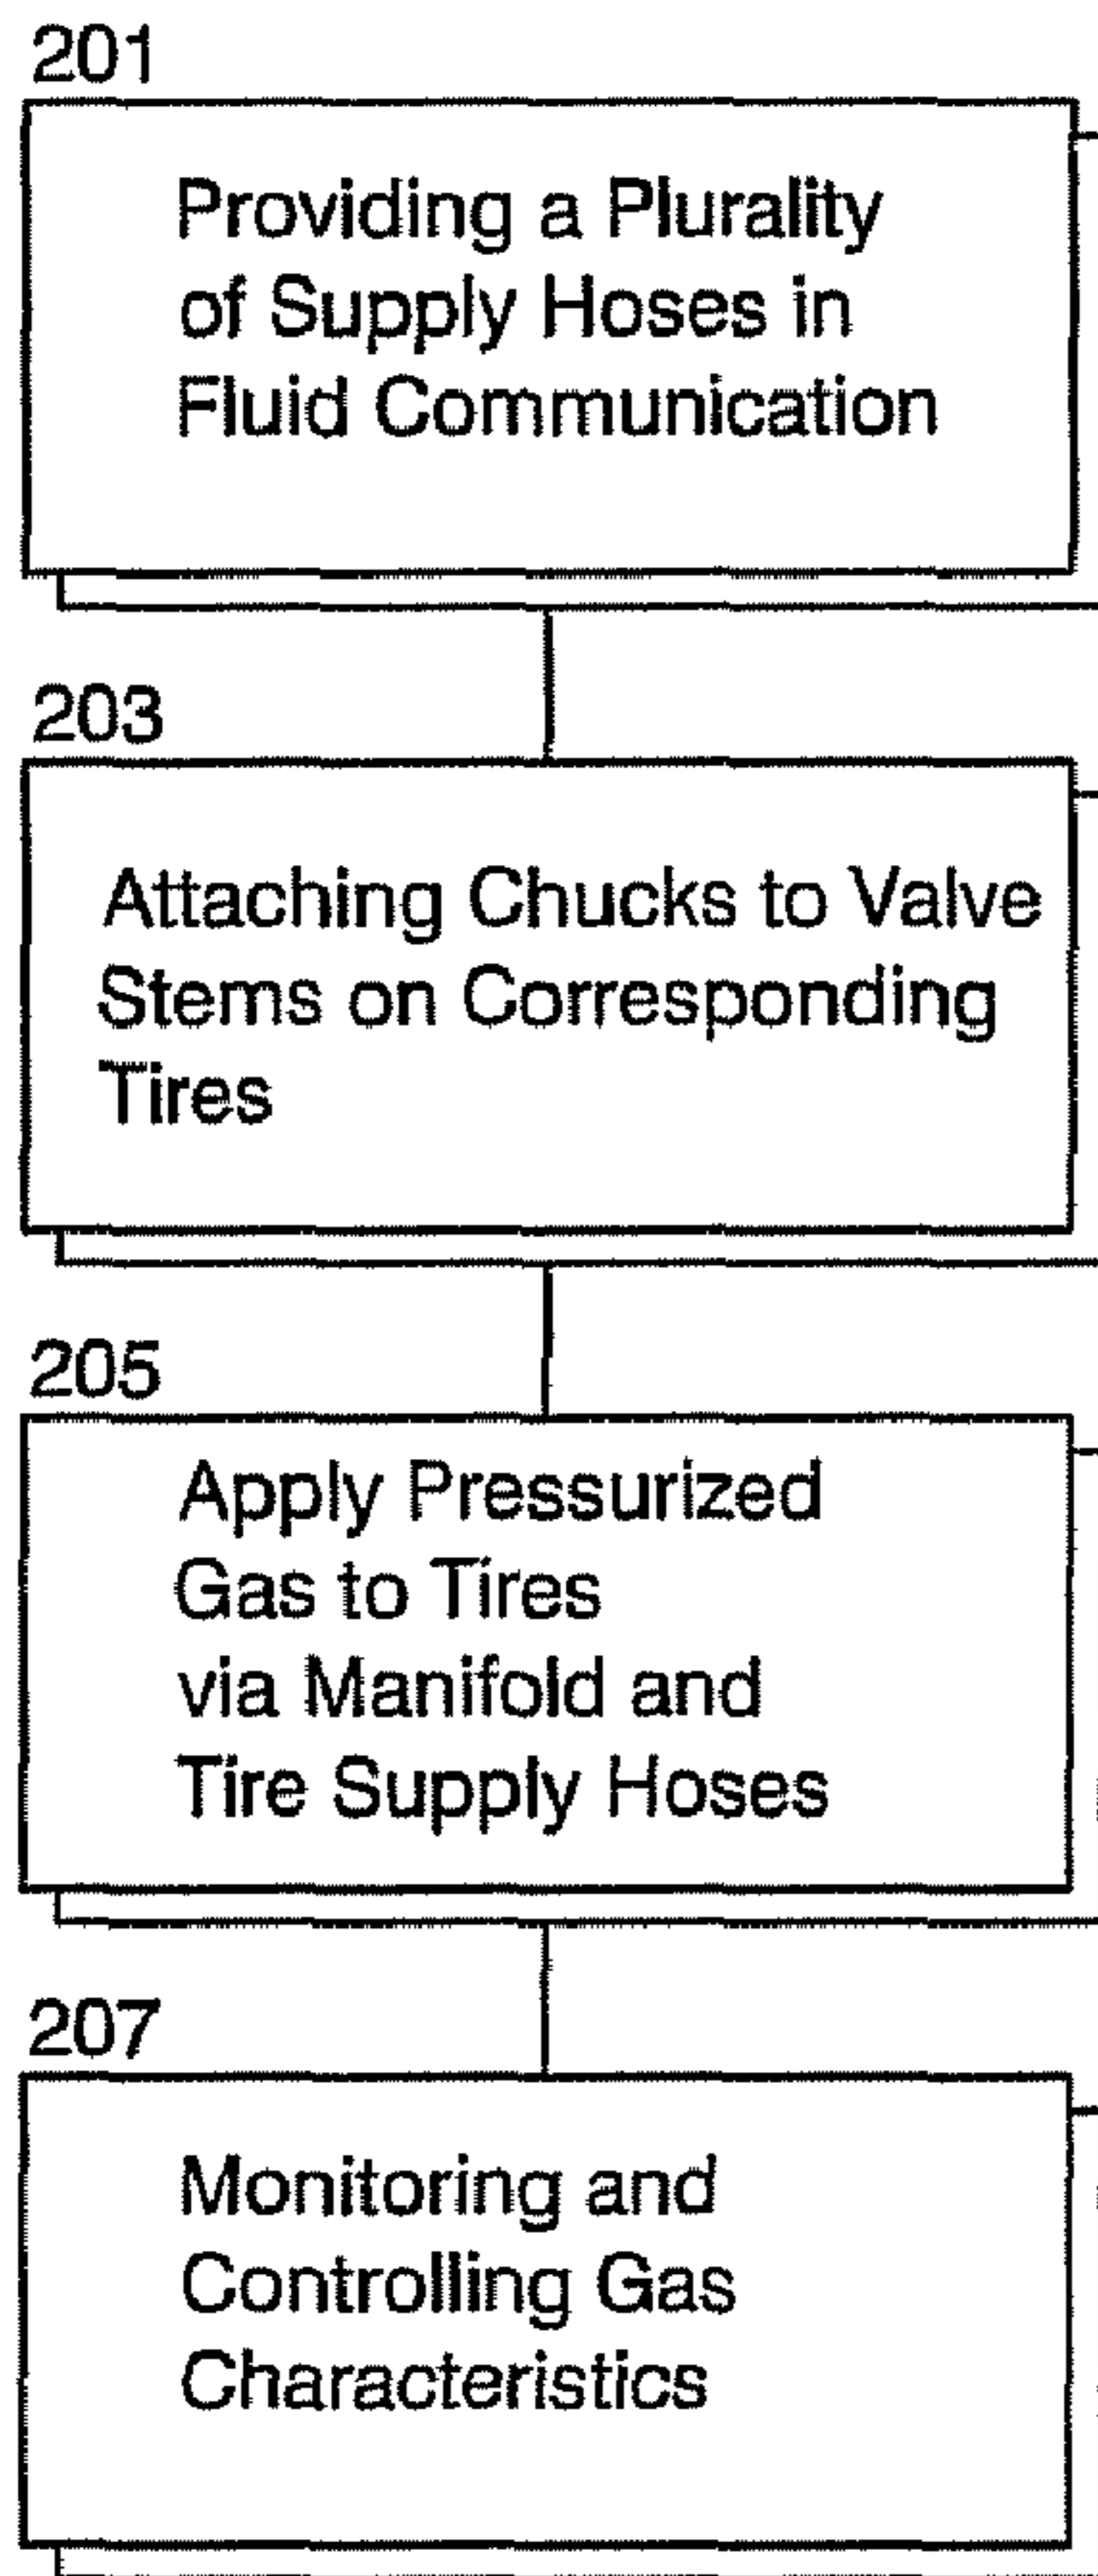 201
Providing a Plurality
of Supply Hoses in
Fluid Communication
203
Attaching Chucks to Valve
Stems on Corresponding
Tires
205
Apply Pressurized
Gas to Tires
via Manifold and
Tire Supply Hoses
207
Monitoring and
Controlling Gas
Characteristics